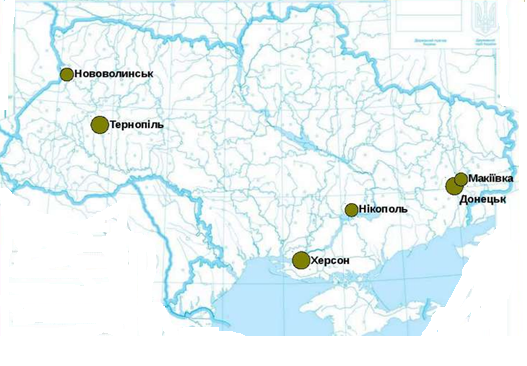 Нововолинськ
Тернопіль
Макіївка
Донецьк
Нікополь
Херсон